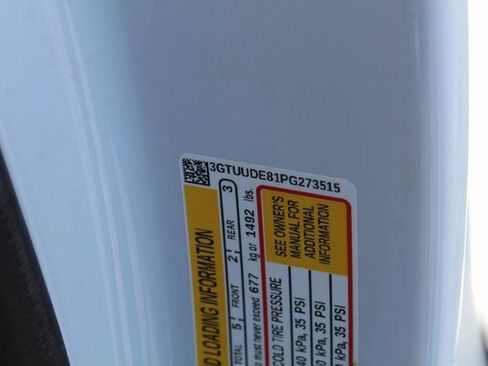 3GTUUDE81PG273515
LOADING INFORMATION
TOTAL 5 FRONT 2 REAR 3
must never exceed 677 kg or 1492 lbs.
COLD TIRE PRESSURE
SEE OWNER'S
MANUAL FOR
ADDITIONAL
INFORMATION
kPa, 35 PSI
kPa, 35 PSI
kPa, 35 PSI